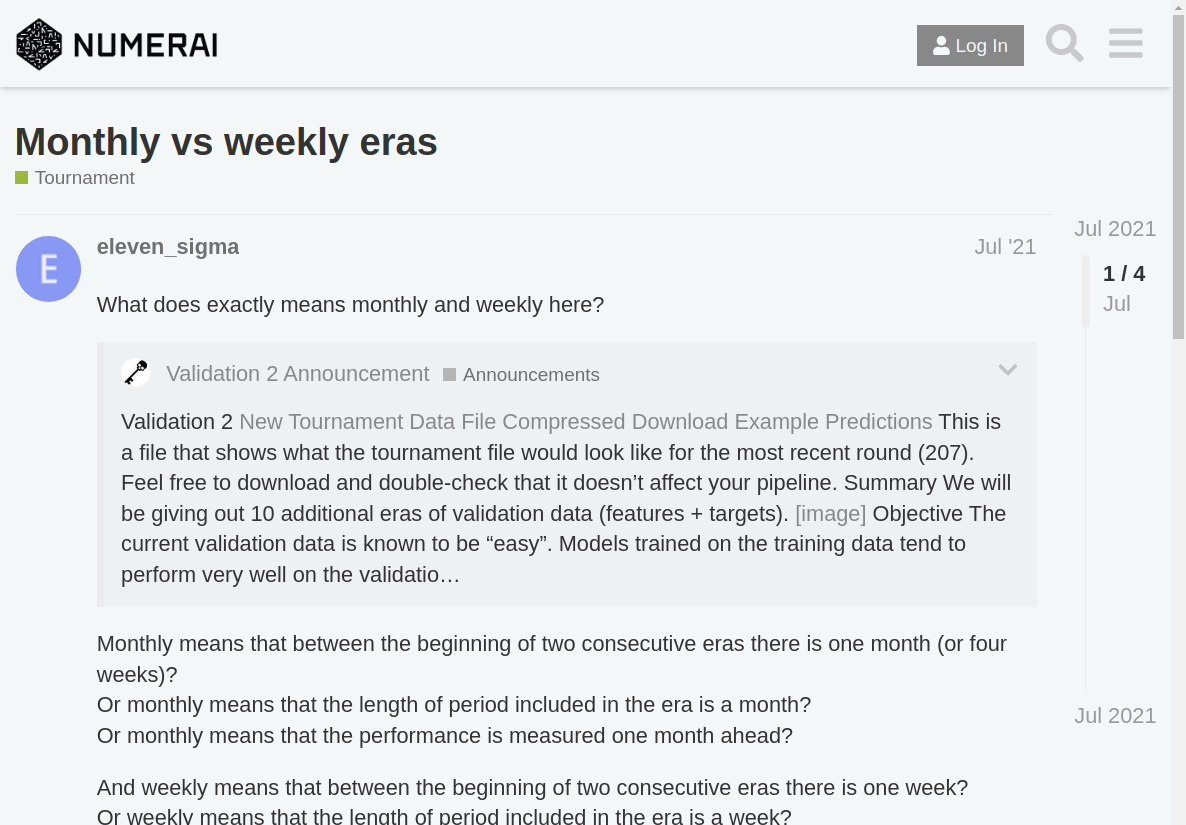 NUMERAI
Log In
Monthly vs weekly eras
Tournament
Jul 2021
E
eleven_sigma
Jul '21
1 / 4
Jul
What does exactly means monthly and weekly here?
Validation 2 Announcement Announcements
Validation 2 New Tournament Data File Compressed Download Example Predictions This is
a file that shows what the tournament file would look like for the most recent round (207).
Feel free to download and double-check that it doesn’t affect your pipeline. Summary We will
be giving out 10 additional eras of validation data (features + targets). [image] Objective The
current validation data is known to be “easy”. Models trained on the training data tend to
perform very well on the validatio…
Monthly means that between the beginning of two consecutive eras there is one month (or four
weeks)?
Or monthly means that the length of period included in the era is a month?
Jul 2021
Or monthly means that the performance is measured one month ahead?
And weekly means that between the beginning of two consecutive eras there is one week?
Or weekly means that the length of period included in the era is a week?